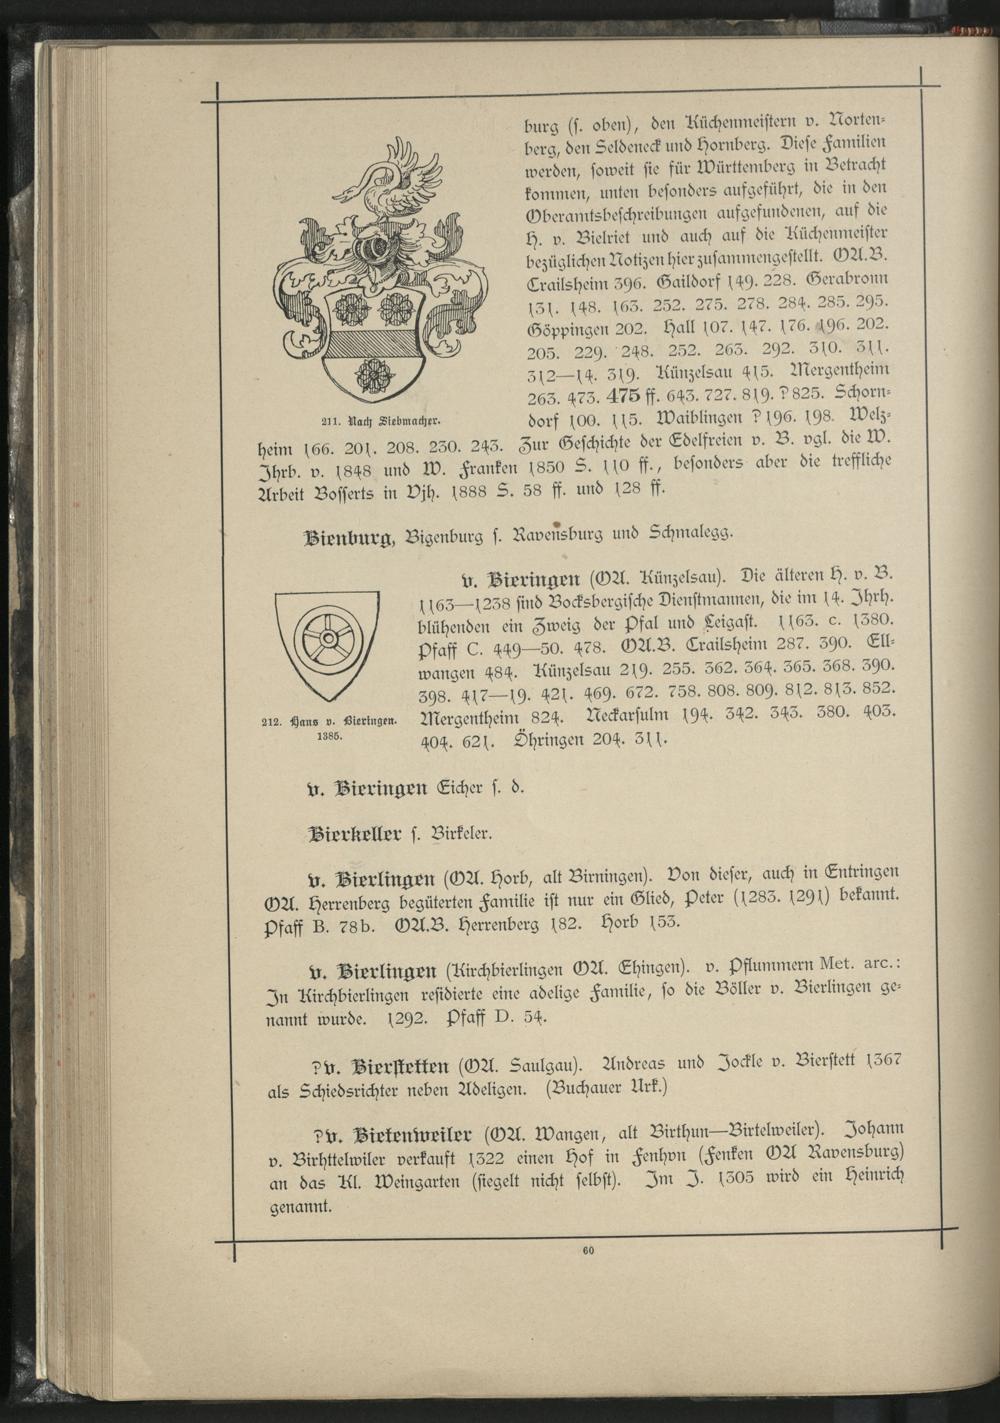 burg (s. oben), den Küchenmeistern v. Norten-
berg, den Seldeneck und Hornberg. Diese Familien
werden, soweit sie für Württemberg in Betracht
kommen, unten besonders aufgeführt, die in den
Oberamtsbeschreibungen aufgefundenen, auf die
H. v. Bielriet und auch auf die Küchenmeister
bezüglichen Notizen hier zusammengestellt. OA.B.
Crailsheim 396. Gaildorf 149. 228. Gerabronn
131. 148. 163. 252. 275. 278. 284. 285. 295.
Göppingen 202. Hall 107. 147. 176. 196. 202.
205. 229. 248. 252. 263. 292. 310. 311.
312—14. 319. Künzelsau 415. Mergentheim
263. 473. 475 ff. 643. 727. 819. ? 825. Schorn-
211. Nach Siebmacher.
dorf 100. 115. Waiblingen ? 196. 198. Welz-
heim 166. 201. 208. 230. 243. Zur Geschichte der Edelfreien v. B. vgl. die W.
Jhrb. v. 1848 und W. Franken 1850 S. 110 ff., besonders aber die treffliche
Arbeit Bosserts in Vjh. 1888 S. 58 ff. und 128 ff.
Bienburg, Bigenburg s. Ravensburg und Schmalegg.
v. Bieringen (OA. Künzelsau). Die älteren H. v. B.
1163—1238 sind Bocksbergische Dienstmannen, die im 14. Jhrh.
blühenden ein Zweig der Pfal und Leigast. 1163. c. 1380.
Pfaff C. 449—50. 478. OA.B. Crailsheim 287. 390. Ell-
wangen 484. Künzelsau 219. 255. 362. 364. 365. 368. 390.
398. 417—19. 421. 469. 672. 758. 808. 809. 812. 813. 852.
Mergentheim 824. Neckarsulm 194. 342. 343. 380. 403.
404. 621. Öhringen 204. 311.
212. Hans v. Bieringen.
1385.
v. Bieringen Eicher s. d.
Bierkeller s. Birkeler.
v. Bierlingen (OA. Horb, alt Birningen). Von dieser, auch in Entringen
OA. Herrenberg begüterten Familie ist nur ein Glied, Peter (1283. 1291) bekannt.
Pfaff B. 78b. OA.B. Herrenberg 182. Horb 153.
v. Bierlingen (Kirchbierlingen OA. Ehingen). v. Pflummern Met. arc.:
In Kirchbierlingen residierte eine adelige Familie, so die Böller v. Bierlingen ge-
nannt wurde. 1292. Pfaff D. 54.
? v. Bierstetten (OA. Saulgau). Andreas und Jockle v. Bierstett 1367
als Schiedsrichter neben Adeligen. (Buchauer Urk.)
? v. Bietenweiler (OA. Wangen, alt Birthun—Birtelweiler). Johann
v. Birhttelwiler verkauft 1322 einen Hof in Fenhvn (Fenken OA Ravensburg)
an das Kl. Weingarten (siegelt nicht selbst). Im J. 1305 wird ein Heinrich
genannt.
60